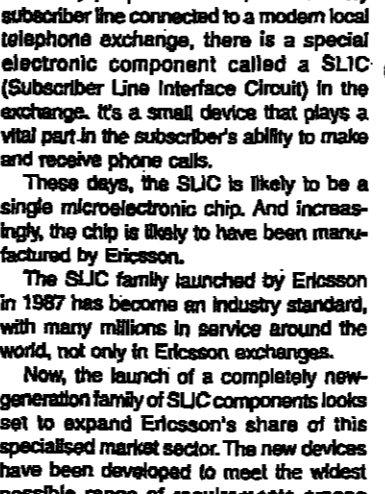 subscriber line connected to a modern local
telephone exchange, there is a special
electronic component called a SLIC
(Subscriber Line Interface Circuit) in the
exchange. It's a small device that plays a
vital part in the subscriber's ability to make
and receive phone calls.
These days, the SLIC is likely to be a
single microelectronic chip. And increas-
ingly, the chip is likely to have been manu-
factured by Ericsson.
The SLIC family launched by Ericsson
in 1987 has become an industry standard,
with many millions in service around the
world, not only in Ericsson exchanges.
Now, the launch of a completely new-
generation family of SLIC components looks
set to expand Ericsson's share of this
specialised market sector. The new devices
have been developed to meet the widest
possible range of requirements among